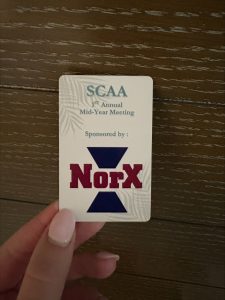 SCAA
Annual
Mid-Year Meeting
Sponsored by :
NorX